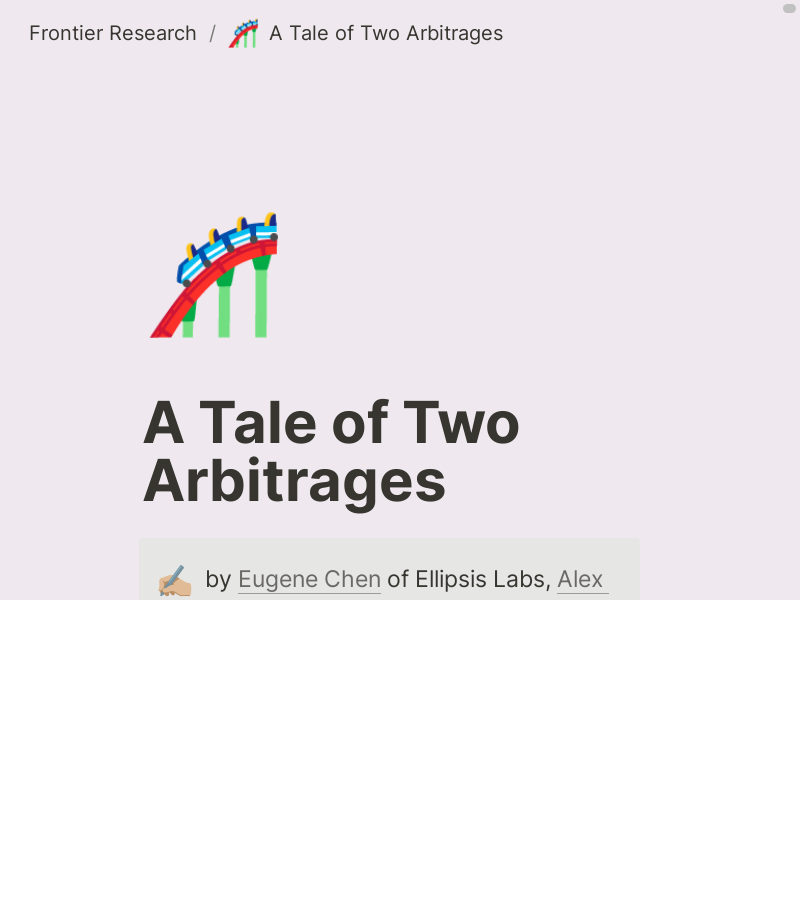 Frontier Research / A Tale of Two Arbitrages
A Tale of Two
Arbitrages
by Eugene Chen of Ellipsis Labs, Alex